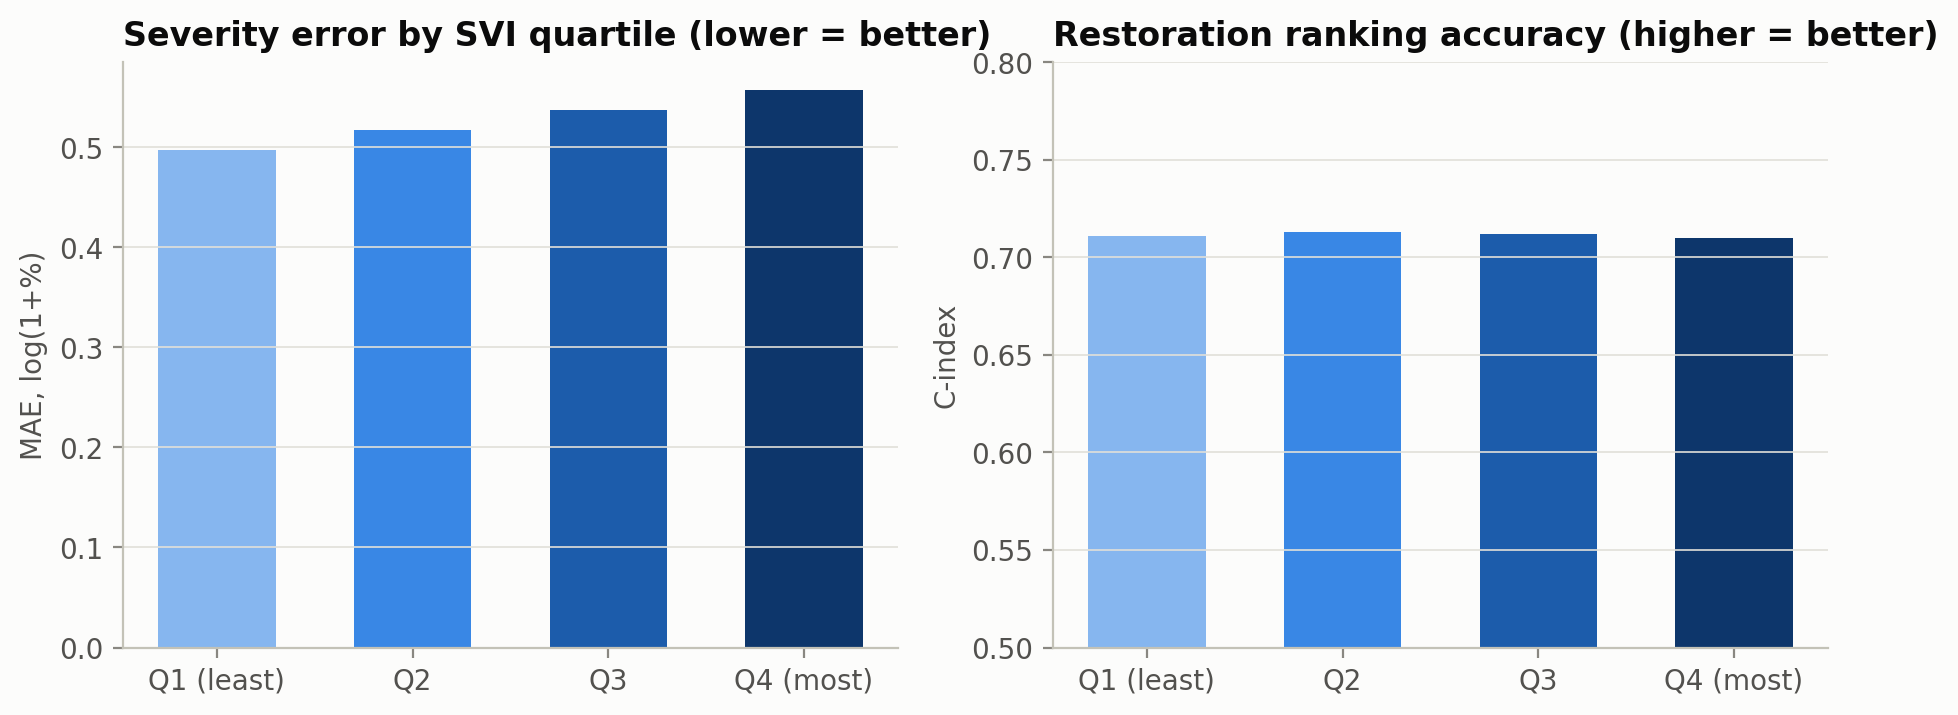 Severity error by SVI quartile (lower = better)
MAE, log(1+%)
0.5
0.4
0.3
0.2
0.1
0.0
Q1 (least)
Q2
Q3
Q4 (most)
Restoration ranking accuracy (higher = better)
C-index
0.80
0.75
0.70
0.65
0.60
0.55
0.50
Q1 (least)
Q2
Q3
Q4 (most)